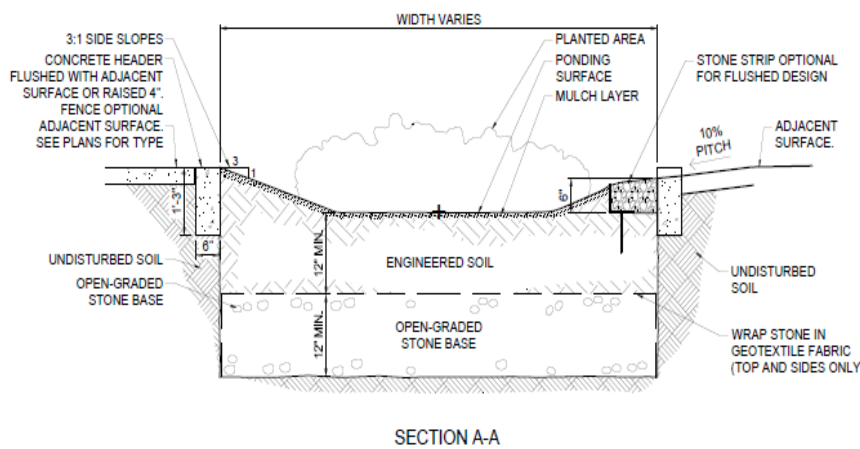 WIDTH VARIES
3:1 SIDE SLOPES
CONCRETE HEADER
FLUSHED WITH ADJACENT
SURFACE OR RAISED 4".
FENCE OPTIONAL
ADJACENT SURFACE.
SEE PLANS FOR TYPE
PLANTED AREA
PONDING
SURFACE
MULCH LAYER
STONE STRIP OPTIONAL
FOR FLUSHED DESIGN
10%
PITCH
ADJACENT
SURFACE.
3
1
1'-3"
6"
6"
UNDISTURBED SOIL
OPEN-GRADED
STONE BASE
12" MIN.
ENGINEERED SOIL
12" MIN.
OPEN-GRADED
STONE BASE
UNDISTURBED
SOIL
WRAP STONE IN
GEOTEXTILE FABRIC
(TOP AND SIDES ONLY
SECTION A-A